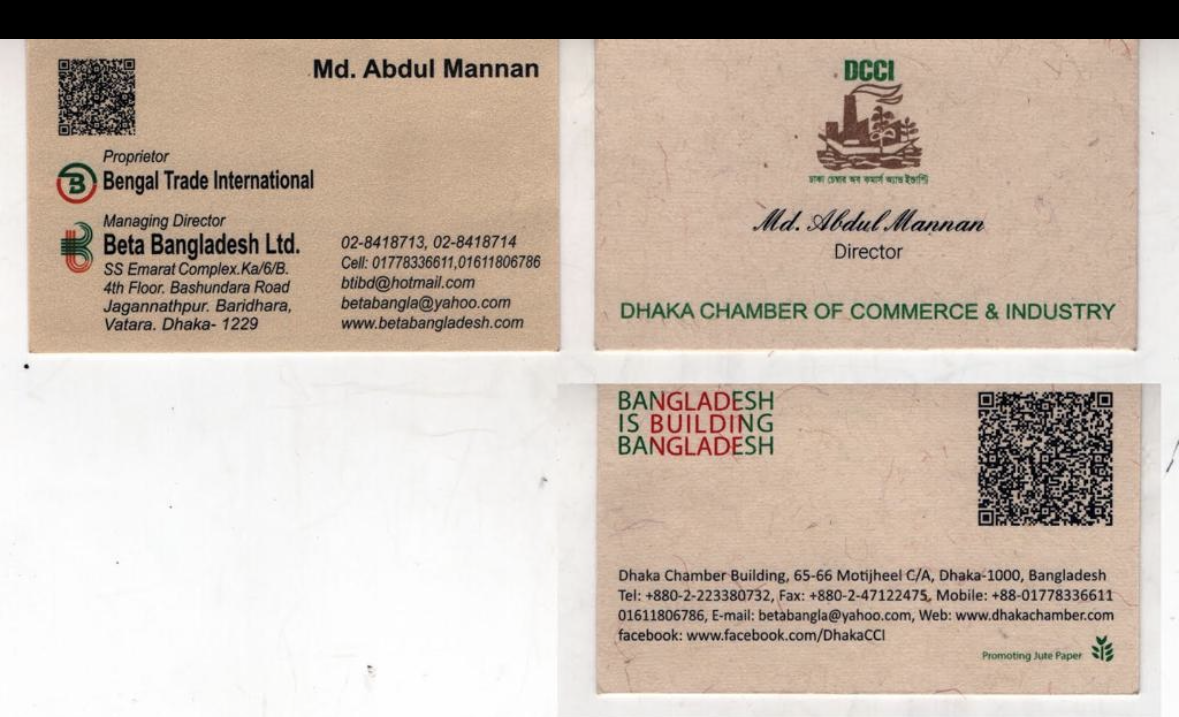 Md. Abdul Mannan
Proprietor
Bengal Trade International
Managing Director
Beta Bangladesh Ltd.
SS Emarat Complex.Ka/6/B.
4th Floor. Bashundara Road
Jagannathpur. Baridhara,
Vatara. Dhaka- 1229
02-8418713, 02-8418714
Cell: 01778336611,01611806786
btibd@hotmail.com
betabangla@yahoo.com
www.betabangladesh.com
DCCI
ঢাকা চেম্বার অব কমার্স অ্যান্ড ইন্ডাস্ট্রি
Md. Abdul Mannan
Director
DHAKA CHAMBER OF COMMERCE & INDUSTRY
BANGLADESH
IS BUILDING
BANGLADESH
Dhaka Chamber Building, 65-66 Motijheel C/A, Dhaka-1000, Bangladesh
Tel: +880-2-223380732, Fax: +880-2-47122475, Mobile: +88-01778336611
01611806786, E-mail: betabangla@yahoo.com, Web: www.dhakachamber.com
facebook: www.facebook.com/DhakaCCI
Promoting Jute Paper